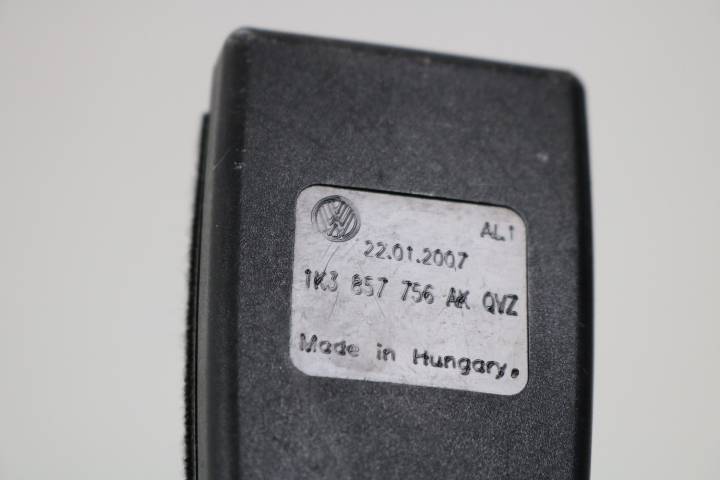 AL.1
22.01.2007
1K3 857 756 AK QVZ
Made in Hungary.